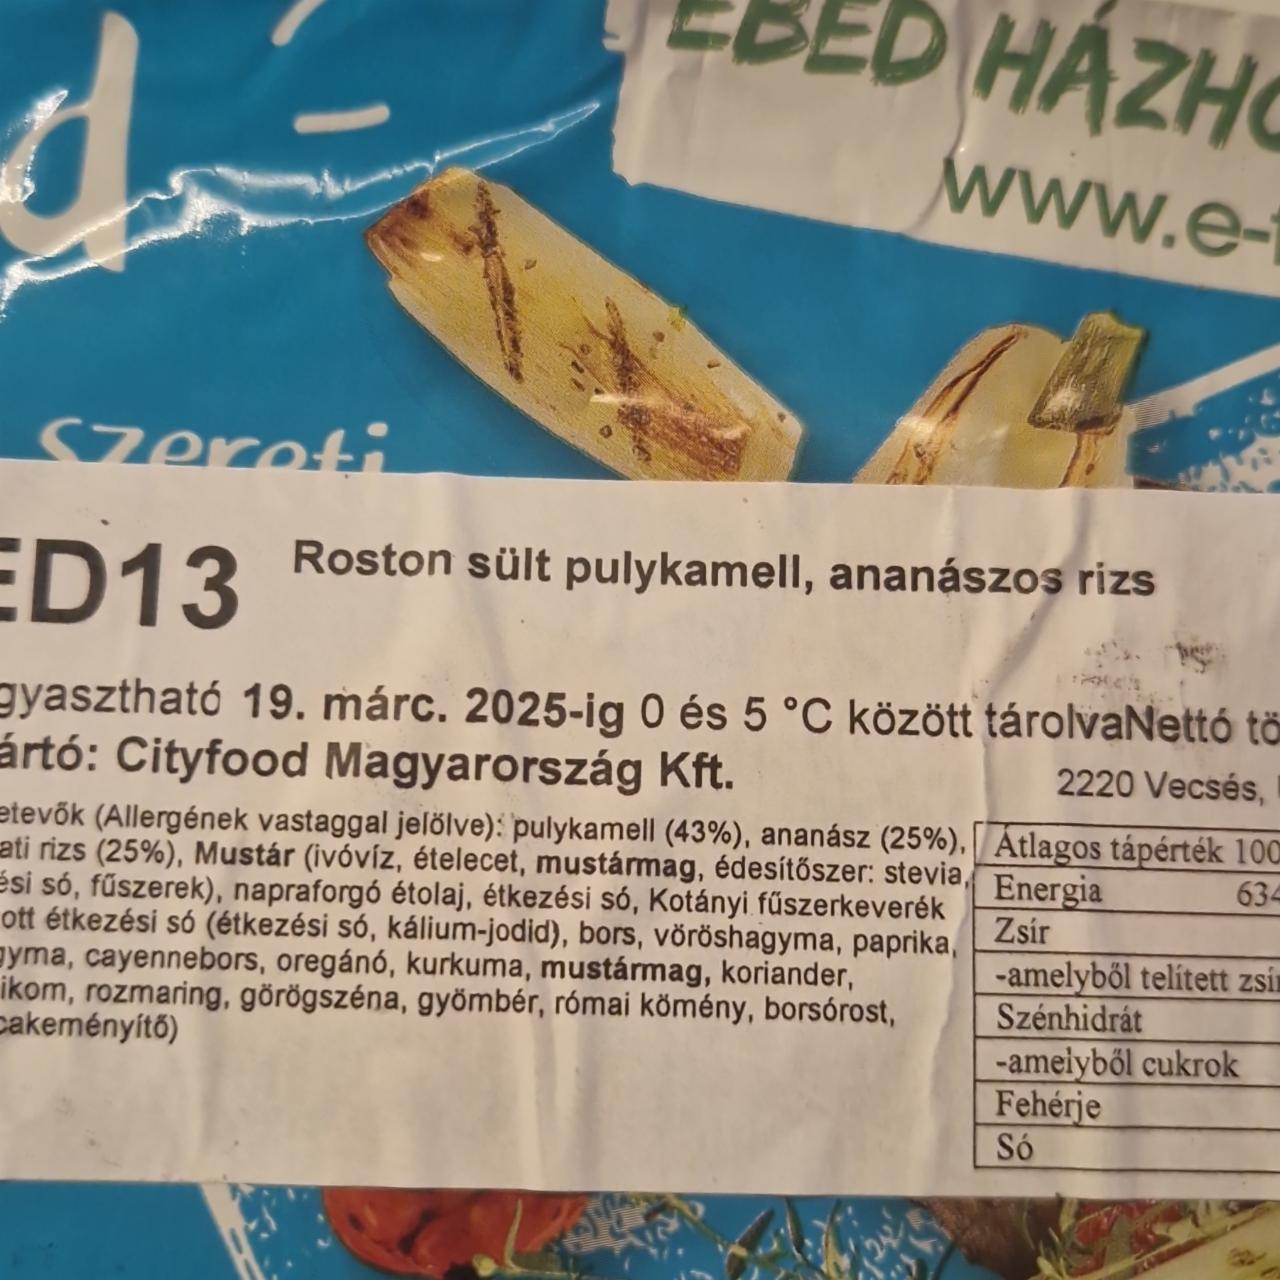 EBÉD HÁZHO
www.e-
d
szereti
ED13 Roston sült pulykamell, ananászos rizs
gyasztható 19. márc. 2025-ig 0 és 5 °C között tárolvaNettó tö
ártó: Cityfood Magyarország Kft.
2220 Vecsés,
etevők (Allergének vastaggal jelölve): pulykamell (43%), ananász (25%),
ati rizs (25%), Mustár (ivóvíz, ételecet, mustármag, édesítőszer: stevia,
ési só, fűszerek), napraforgó étolaj, étkezési só, Kotányi fűszerkeverék
ott étkezési só (étkezési só, kálium-jodid), bors, vöröshagyma, paprika,
gyma, cayennebors, oregánó, kurkuma, mustármag, koriander,
ikom, rozmaring, görögszéna, gyömbér, római kömény, borsórost,
cakeményítő)
Átlagos tápérték 100
Energia 634
Zsír
-amelyből telített zsír
Szénhidrát
-amelyből cukrok
Fehérje
Só